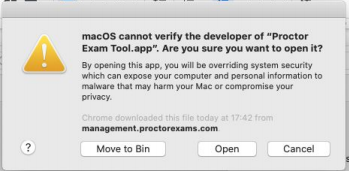 macOS cannot verify the developer of “Proctor
Exam Tool.app”. Are you sure you want to open it?
By opening this app, you will be overriding system security
which can expose your computer and personal information to
malware that may harm your Mac or compromise your
privacy.
Chrome downloaded this file today at 17:42 from
management.proctorexams.com.
?
Move to Bin
Open
Cancel